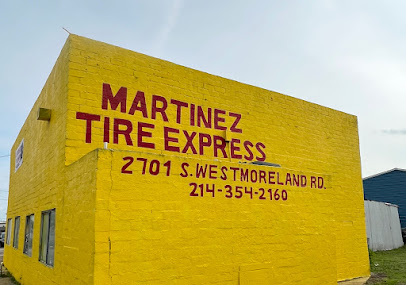 MARTINEZ
TIRE EXPRESS
2701 S. WESTMORELAND RD.
214-354-2160